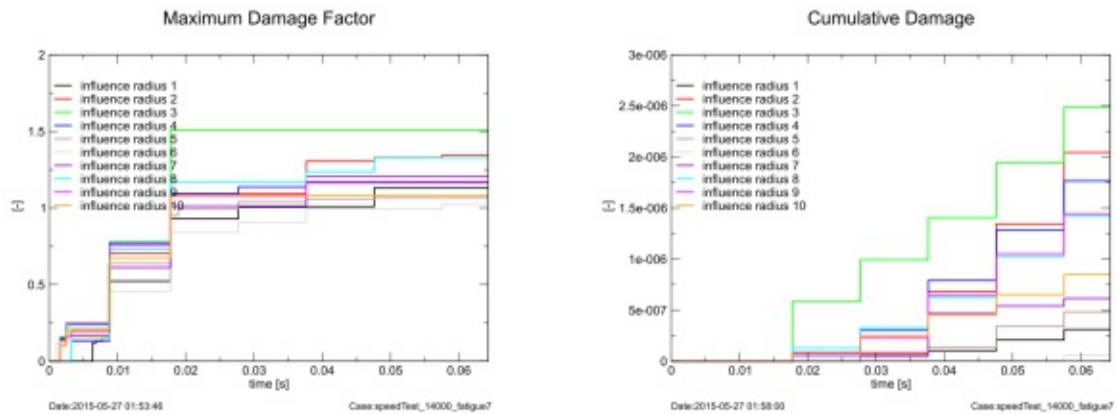 Maximum Damage Factor
2
1.5
1
0.5
0
[-]
influence radius 1
influence radius 2
influence radius 3
influence radius 4
influence radius 5
influence radius 6
influence radius 7
influence radius 8
influence radius 9
influence radius 10
0 0.01 0.02 0.03 0.04 0.05 0.06
time [s]
Date:2015-05-27 01:53:46 Case:speedTest_14000_fatigue7
Cumulative Damage
3e-006
2.5e-006
2e-006
1.5e-006
1e-006
5e-007
0
[-]
influence radius 1
influence radius 2
influence radius 3
influence radius 4
influence radius 5
influence radius 6
influence radius 7
influence radius 8
influence radius 9
influence radius 10
0 0.01 0.02 0.03 0.04 0.05 0.06
time [s]
Date:2015-05-27 01:58:00 Case:speedTest_14000_fatigue7